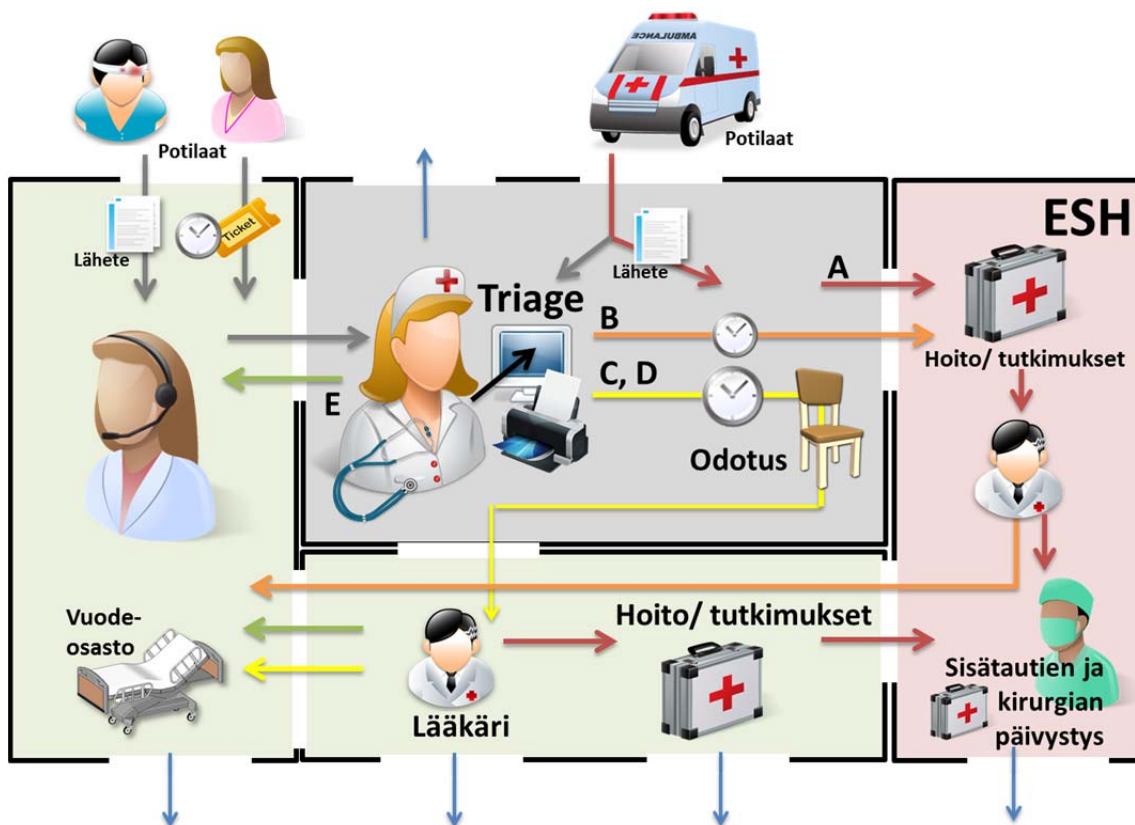 AMBULANCE
Potilaat
Potilaat
Lähete
Ticket
Lähete
ESH
Triage
A
B
C, D
E
Hoito/ tutkimukset
Odotus
Vuode-
osasto
Hoito/ tutkimukset
Lääkäri
Sisätautien ja
kirurgian
päivystys